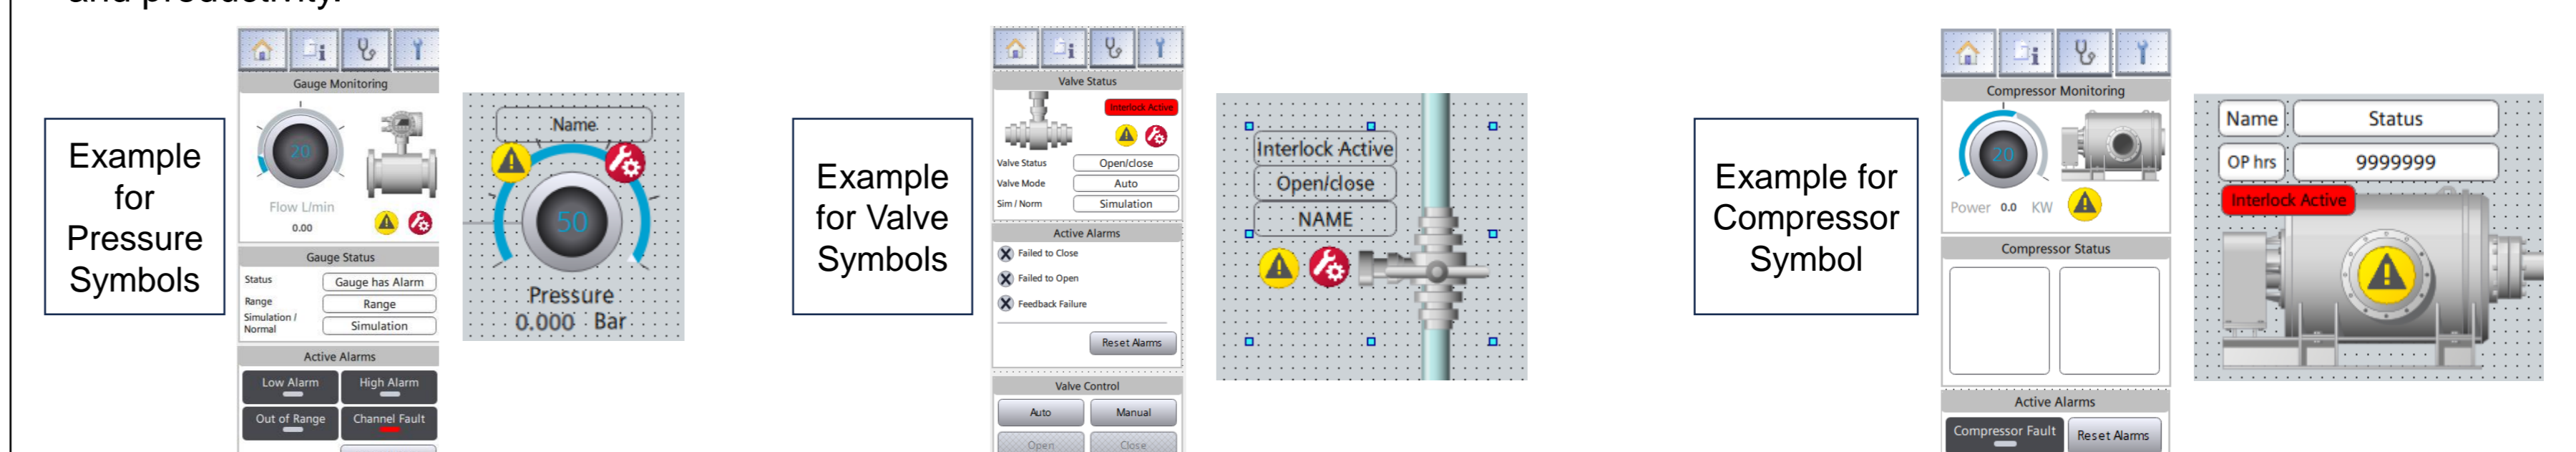 and productivity.
Example
for
Pressure
Symbols
Gauge Monitoring
20
Flow L/min
0.00
Gauge Status
Status
Gauge has Alarm
Range
Range
Simulation /
Normal
Simulation
Active Alarms
Low Alarm
High Alarm
Out of Range
Channel Fault
Name
50
Pressure
0.000 Bar
Example
for Valve
Symbols
Valve Status
Interlock Active
Valve Status
Open/close
Valve Mode
Auto
Sim / Norm
Simulation
Active Alarms
Failed to Close
Failed to Open
Feedback Failure
Reset Alarms
Valve Control
Auto
Manual
Open
Close
Interlock Active
Open/close
NAME
Example for
Compressor
Symbol
Compressor Monitoring
20
Power 0.0 KW
Compressor Status
Active Alarms
Compressor Fault
Reset Alarms
Name
Status
OP hrs
9999999
Interlock Active